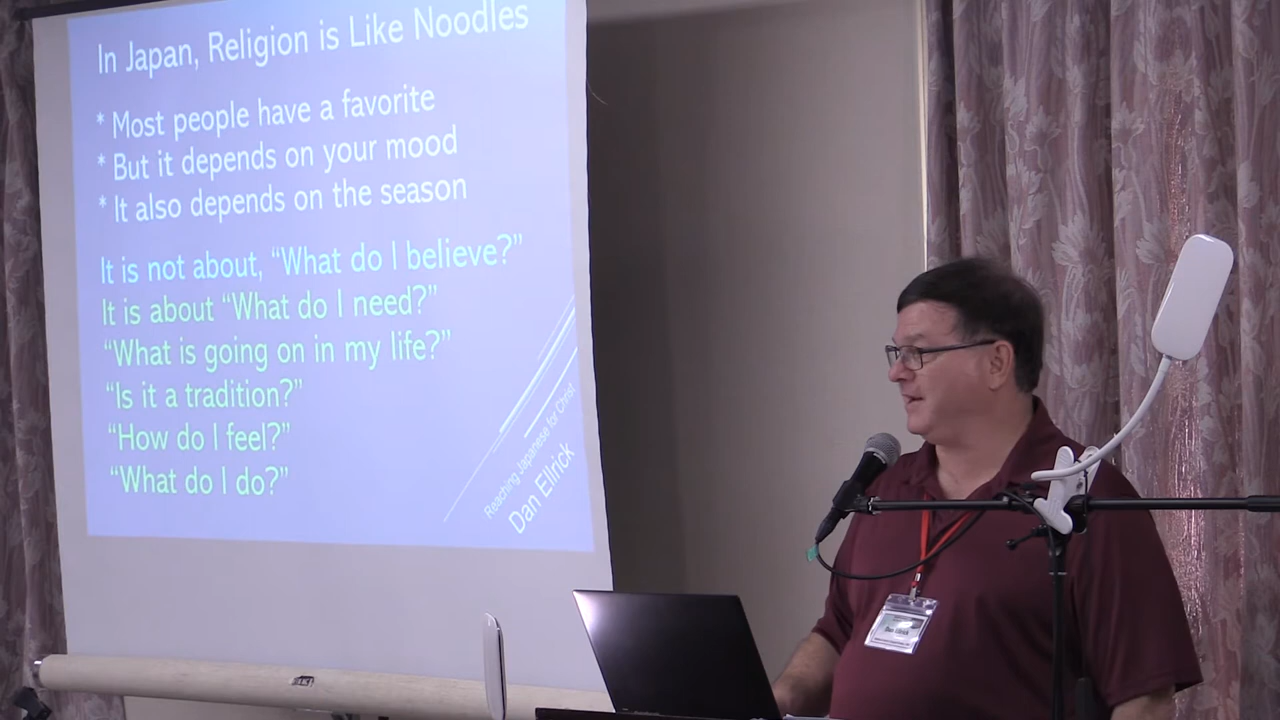 In Japan, Religion is Like Noodles
* Most people have a favorite
* But it depends on your mood
* It also depends on the season
It is not about, “What do I believe?”
It is about “What do I need?”
“What is going on in my life?”
“Is it a tradition?”
“How do I feel?”
“What do I do?”
Reaching Japanese for Christ
Dan Ellrick
Dan Ellrick